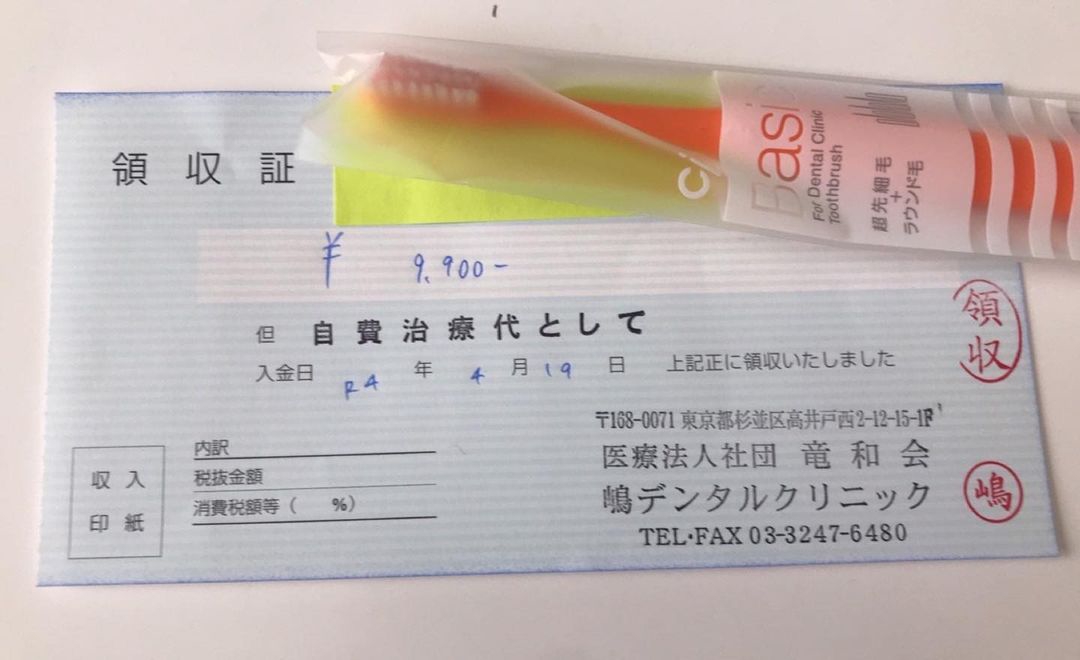 領収証
Basic
For Dental Clinic
Toothbrush
超先細毛
+
ラウンド毛
¥ 9,900-
但 自費治療代として
入金日 R4 年 4 月 19 日 上記正に領収いたしました
領収
〒168-0071 東京都杉並区高井戸西2-12-15-1F
医療法人社団 竜和会
嶋デンタルクリニック
嶋
TEL・FAX 03-3247-6480
収入
印紙
内訳
税抜金額
消費税額等( %)